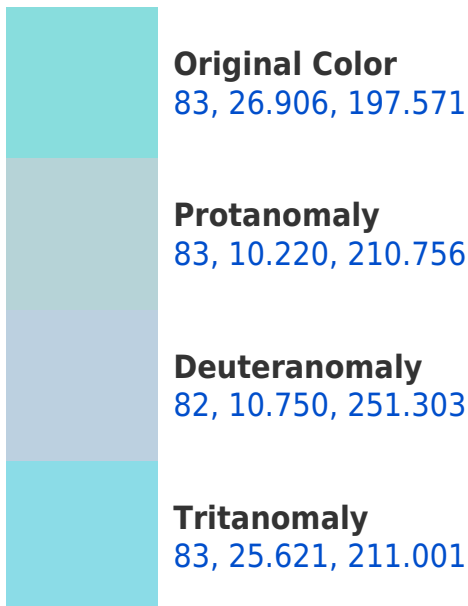 Original Color
83, 26.906, 197.571
Protanomaly
83, 10.220, 210.756
Deuteranomaly
82, 10.750, 251.303
Tritanomaly
83, 25.621, 211.001